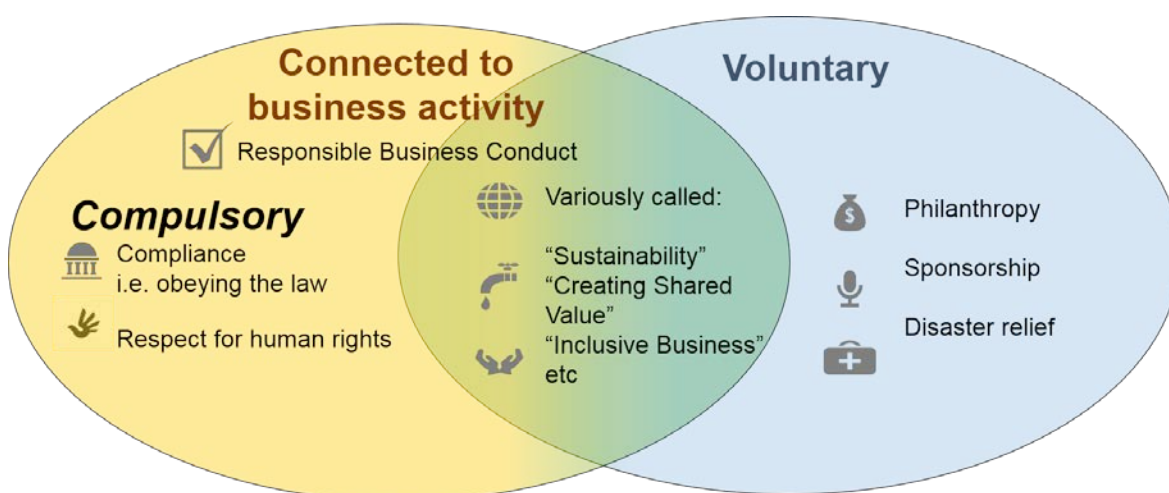 Connected to
business activity
Responsible Business Conduct
Compulsory
Compliance
i.e. obeying the law
Respect for human rights
Variously called:
“Sustainability”
“Creating Shared
Value”
“Inclusive Business”
etc
Voluntary
$
Philanthropy
Sponsorship
Disaster relief